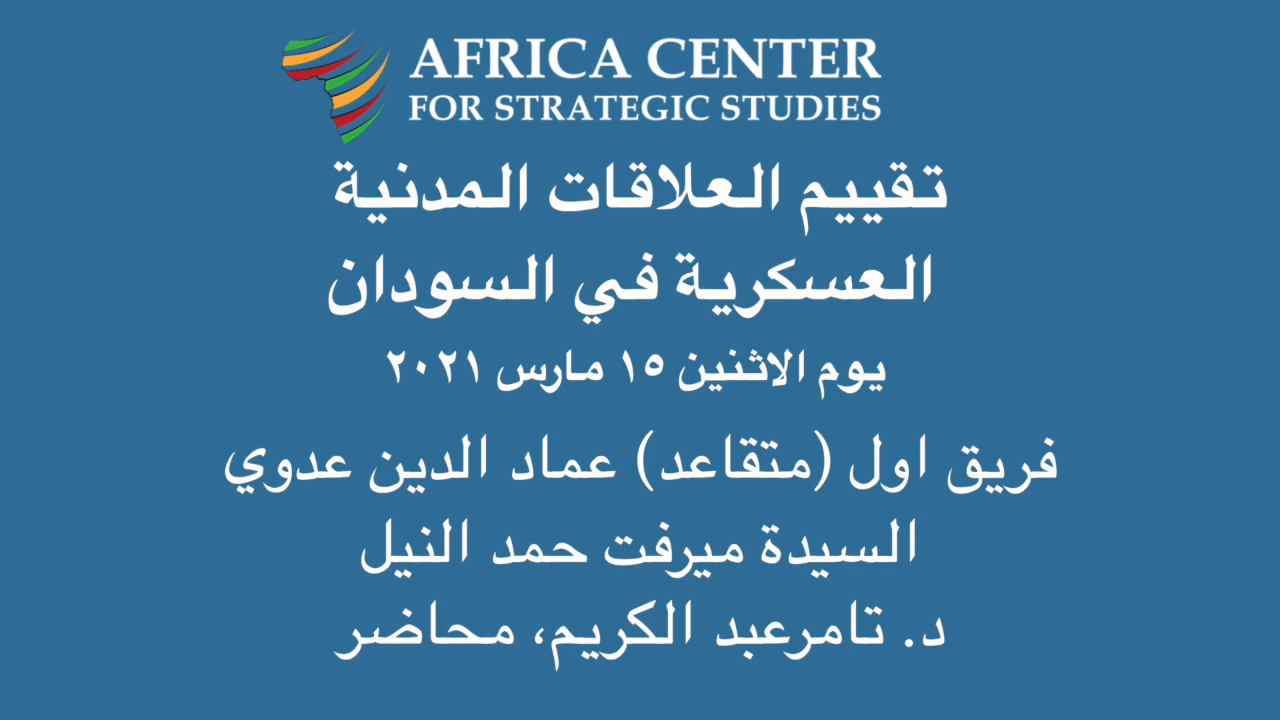 AFRICA CENTER
FOR STRATEGIC STUDIES
تقييم العلاقات المدنية
العسكرية في السودان
يوم الاثنين ١٥ مارس ٢٠٢١
فريق اول (متقاعد) عماد الدين عدوي
السيدة ميرفت حمد النيل
د. تامرعبد الكريم، محاضر